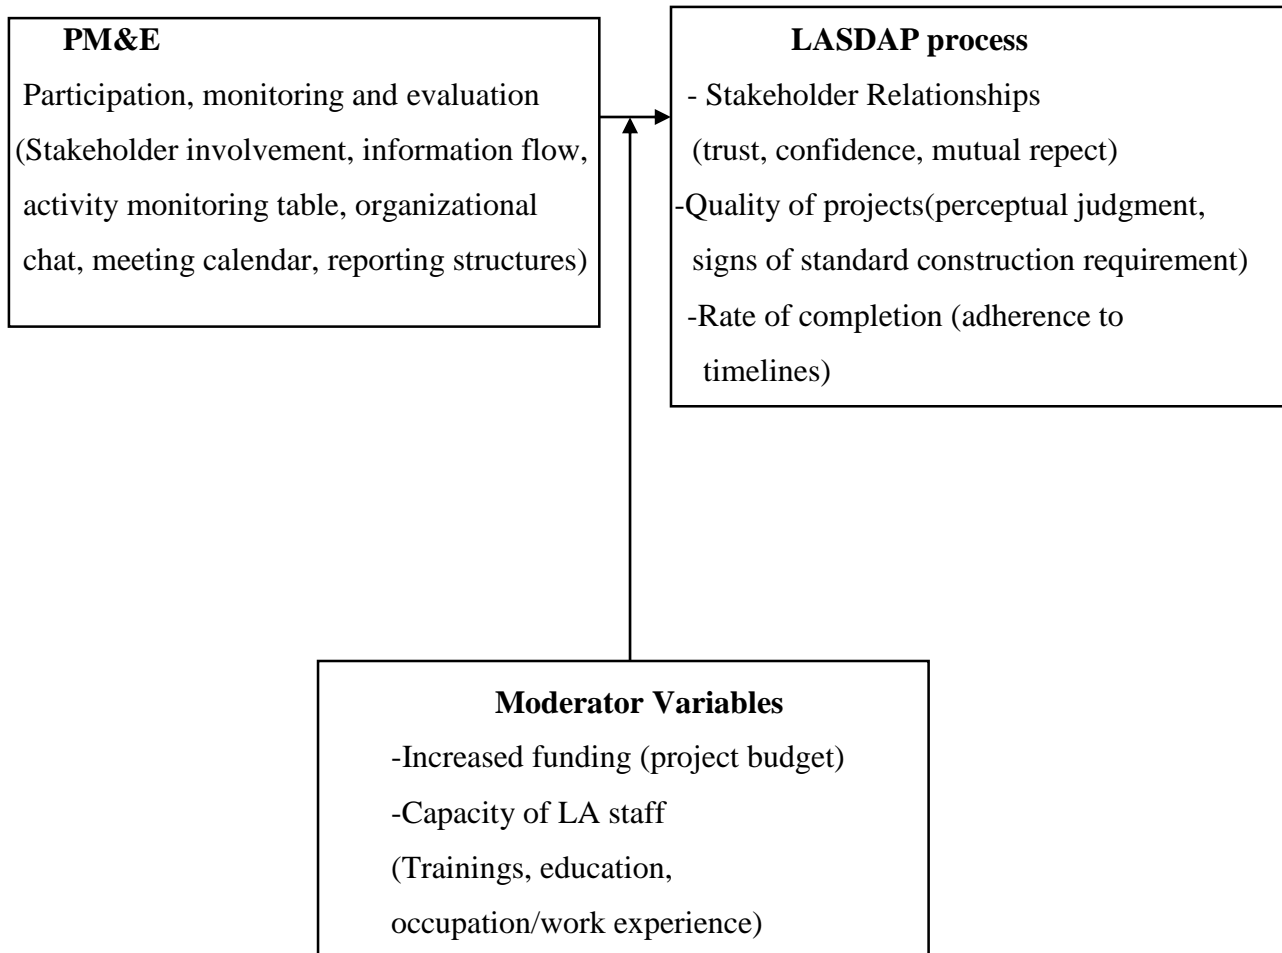 PM&E
Participation, monitoring and evaluation
(Stakeholder involvement, information flow,
activity monitoring table, organizational
chat, meeting calendar, reporting structures)
LASDAP process
- Stakeholder Relationships
(trust, confidence, mutual repect)
-Quality of projects(perceptual judgment,
signs of standard construction requirement)
-Rate of completion (adherence to
timelines)
Moderator Variables
-Increased funding (project budget)
-Capacity of LA staff
(Trainings, education,
occupation/work experience)